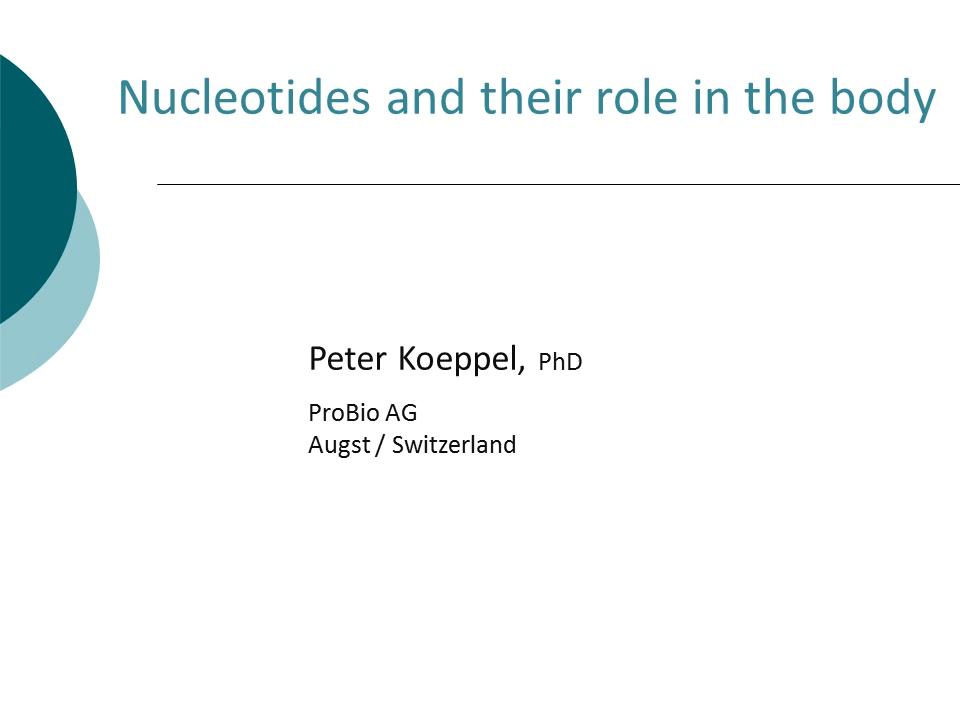 Nucleotides and their role in the body
Peter Koeppel, PhD
ProBio AG
Augst / Switzerland